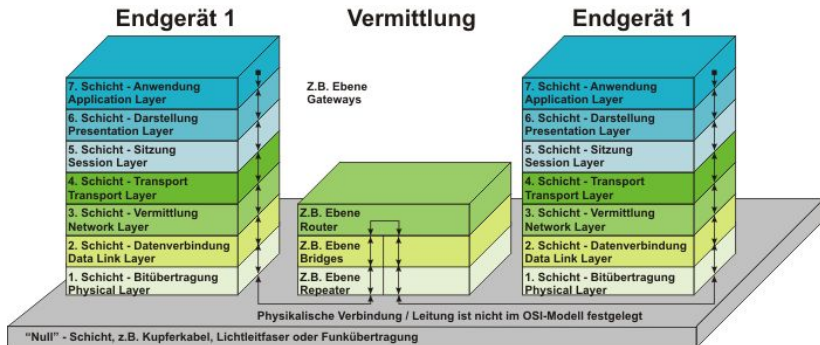 Endgerät 1
Vermittlung
Endgerät 1
7. Schicht - Anwendung
Application Layer
6. Schicht - Darstellung
Presentation Layer
5. Schicht - Sitzung
Session Layer
4. Schicht - Transport
Transport Layer
3. Schicht - Vermittlung
Network Layer
2. Schicht - Datenverbindung
Data Link Layer
1. Schicht - Bitübertragung
Physical Layer
Z.B. Ebene
Gateways
Z.B. Ebene
Router
Z.B. Ebene
Bridges
Z.B. Ebene
Repeater
7. Schicht - Anwendung
Application Layer
6. Schicht - Darstellung
Presentation Layer
5. Schicht - Sitzung
Session Layer
4. Schicht - Transport
Transport Layer
3. Schicht - Vermittlung
Network Layer
2. Schicht - Datenverbindung
Data Link Layer
1. Schicht - Bitübertragung
Physical Layer
Physikalische Verbindung / Leitung ist nicht im OSI-Modell festgelegt
"Null" - Schicht, z.B. Kupferkabel, Lichtleitfaser oder Funkübertragung